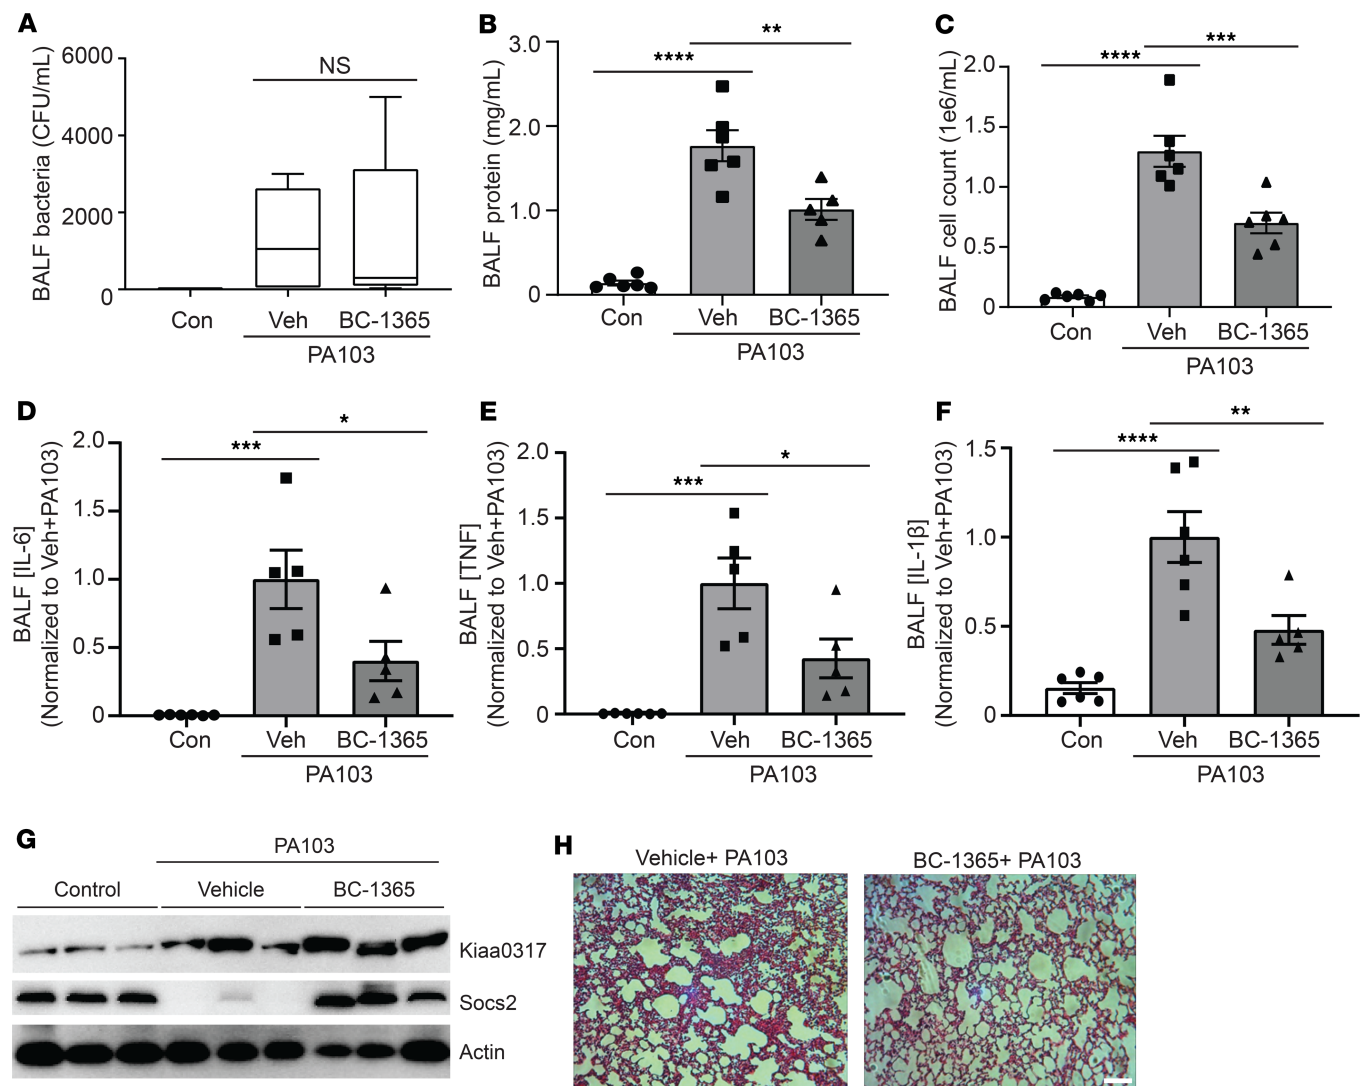 A
BALF bacteria (CFU/mL)
6000
4000
2000
0
NS
Con
Veh
BC-1365
PA103
B
BALF protein (mg/mL)
3.0
2.0
1.0
0
****
**
Con
Veh
BC-1365
PA103
C
BALF cell count (1e6/mL)
2.0
1.5
1.0
0.5
0
****
***
Con
Veh
BC-1365
PA103
D
BALF [IL-6]
(Normalized to Veh+PA103)
2.0
1.5
1.0
0.5
0
***
*
Con
Veh
BC-1365
PA103
E
BALF [TNF]
(Normalized to Veh+PA103)
2.0
1.5
1.0
0.5
0
***
*
Con
Veh
BC-1365
PA103
F
BALF [IL-1β]
(Normalized to Veh+PA103)
1.5
1.0
0.5
0
****
**
Con
Veh
BC-1365
PA103
G
PA103
Control
Vehicle
BC-1365
Kiaa0317
Socs2
Actin
H
Vehicle+ PA103
BC-1365+ PA103